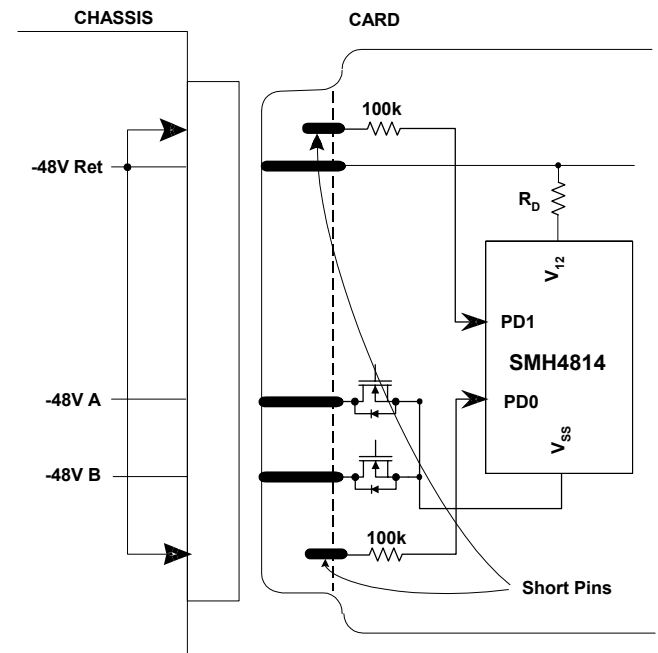 CHASSIS
CARD
100k
-48V Ret
R_D
V_12
PD1
SMH4814
-48V A
PD0
V_SS
-48V B
100k
Short Pins